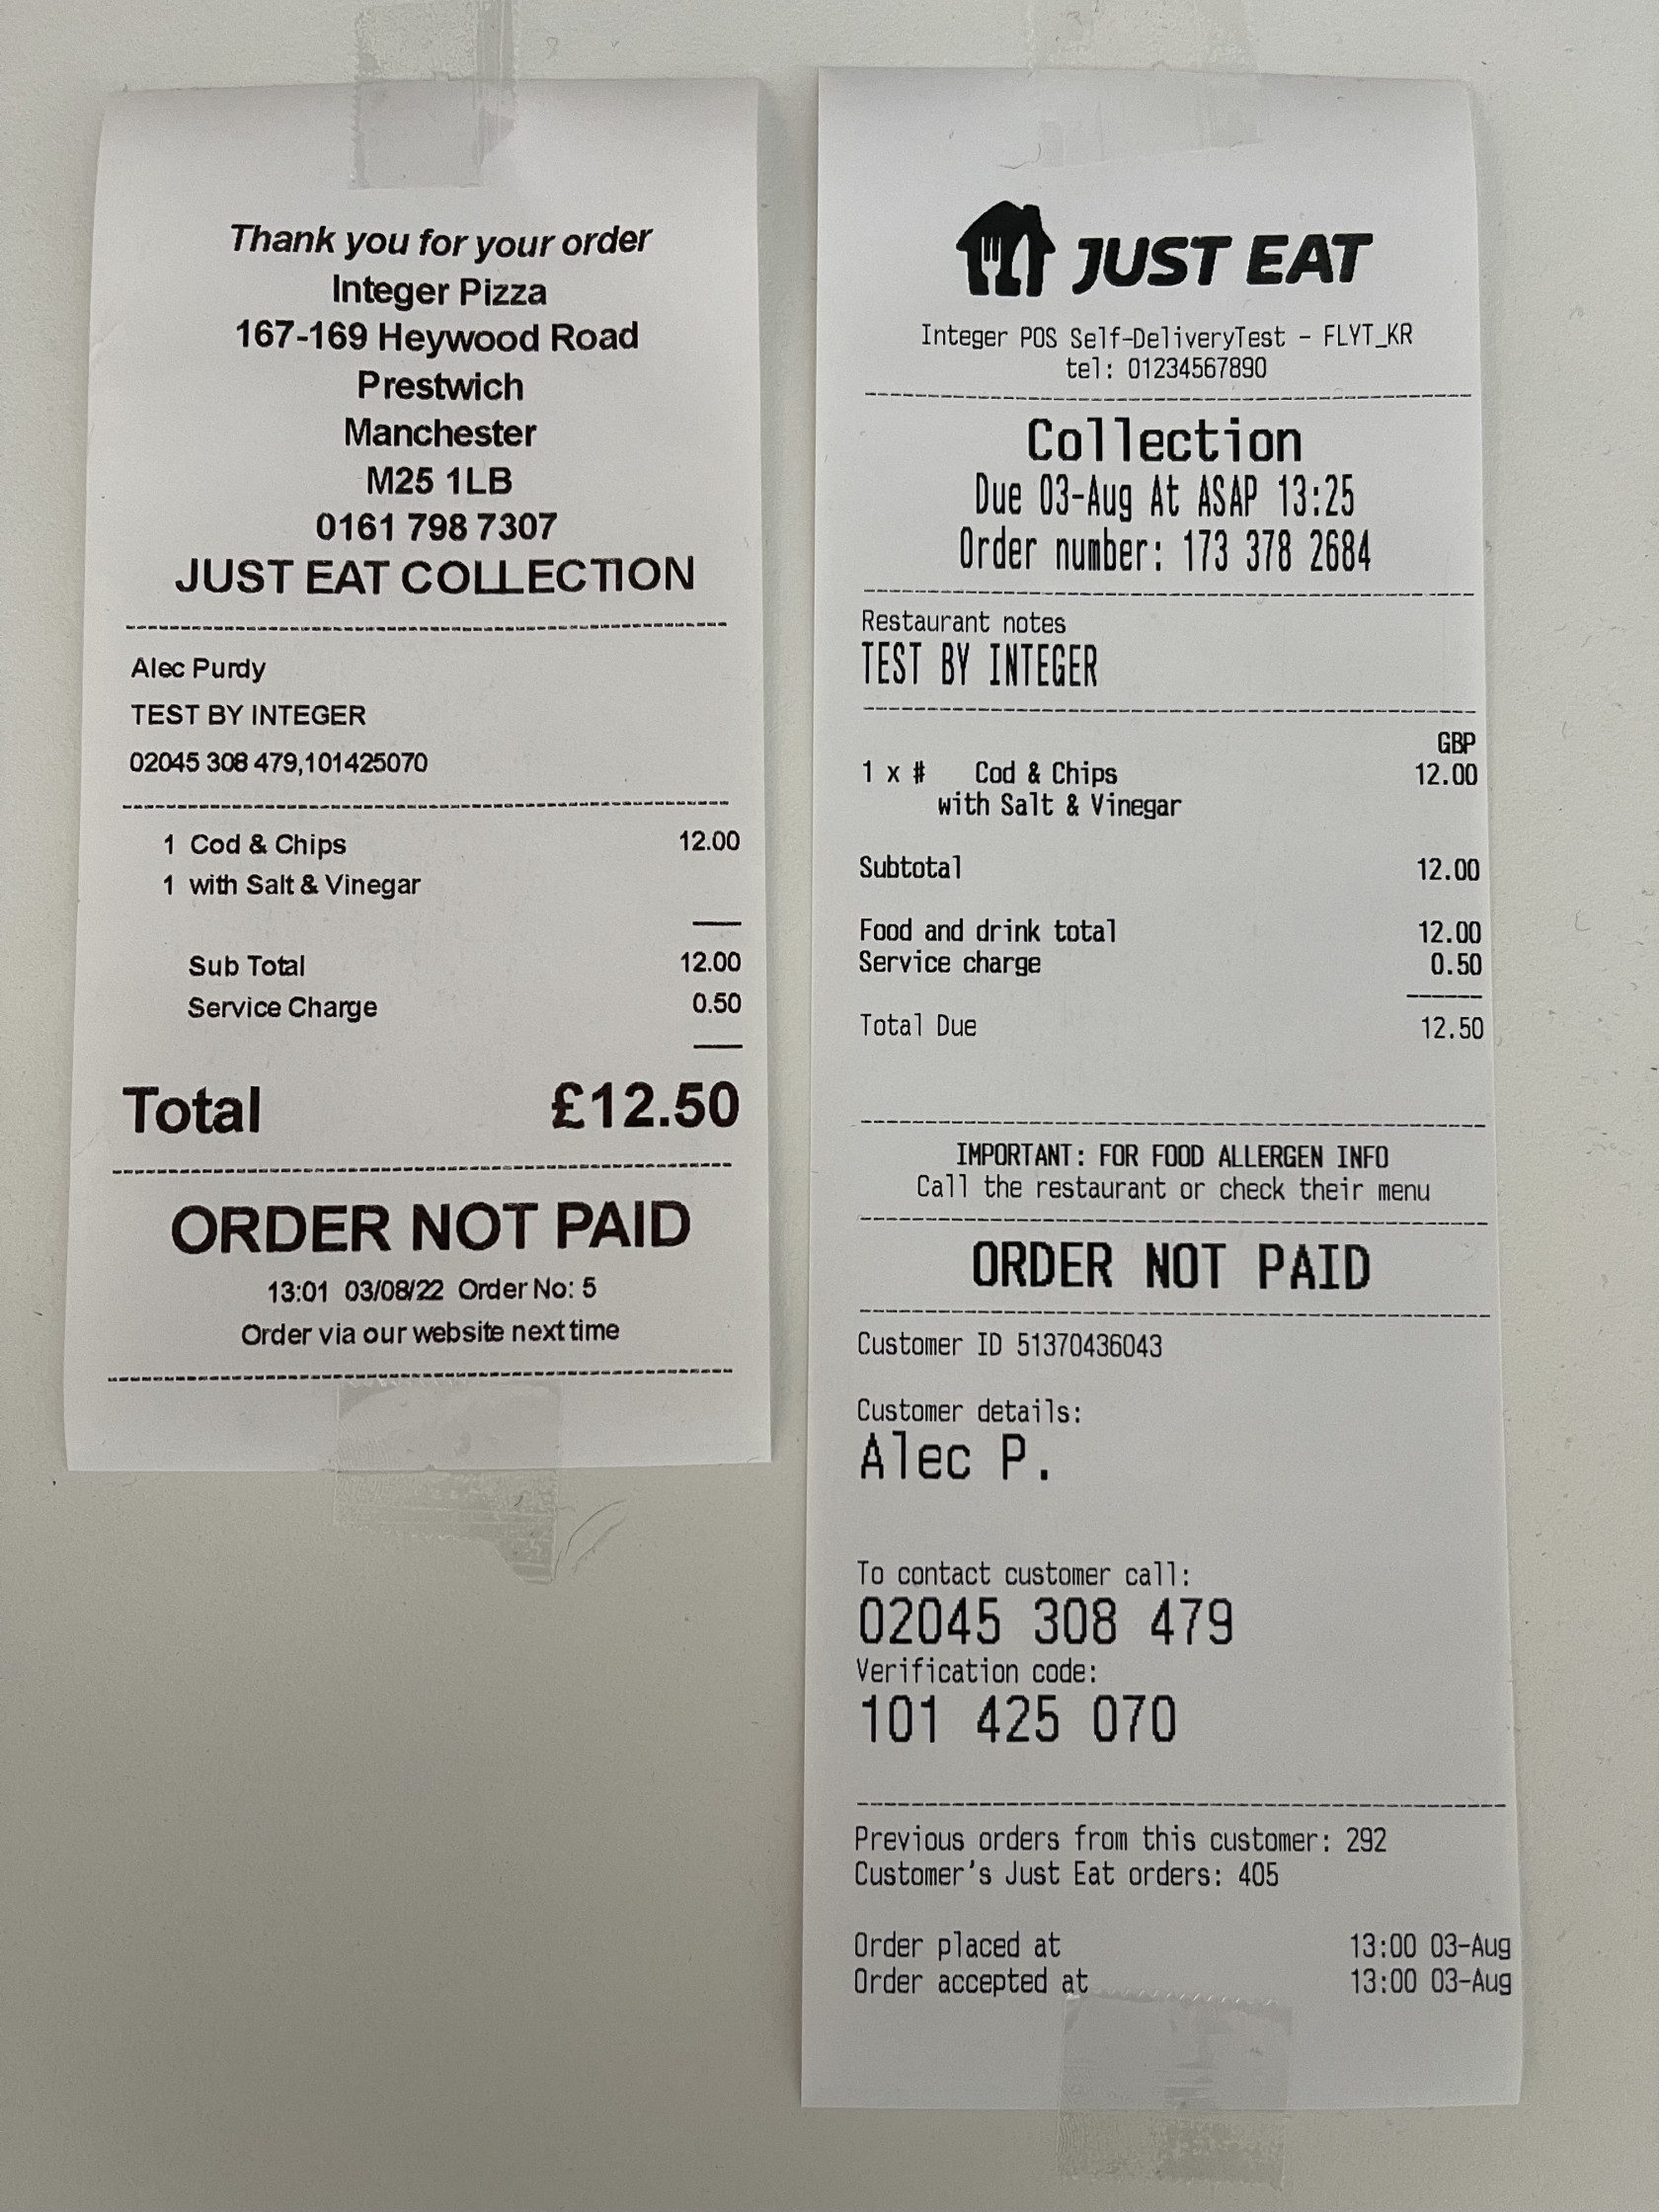 Thank you for your order
Integer Pizza
167-169 Heywood Road
Prestwich
Manchester
M25 1LB
0161 798 7307
JUST EAT COLLECTION
Alec Purdy
TEST BY INTEGER
02045 308 479,101425070
1 Cod & Chips 12.00
1 with Salt & Vinegar
Sub Total 12.00
Service Charge 0.50
Total £12.50
ORDER NOT PAID
13:01 03/08/22 Order No: 5
Order via our website next time
JUST EAT
Integer POS Self-DeliveryTest - FLYT_KR
tel: 01234567890
Collection
Due 03-Aug At ASAP 13:25
Order number: 173 378 2684
Restaurant notes
TEST BY INTEGER
GBP
1 x # Cod & Chips 12.00
with Salt & Vinegar
Subtotal 12.00
Food and drink total 12.00
Service charge 0.50
Total Due 12.50
IMPORTANT: FOR FOOD ALLERGEN INFO
Call the restaurant or check their menu
ORDER NOT PAID
Customer ID 51370436043
Customer details:
Alec P.
To contact customer call:
02045 308 479
Verification code:
101 425 070
Previous orders from this customer: 292
Customer's Just Eat orders: 405
Order placed at 13:00 03-Aug
Order accepted at 13:00 03-Aug